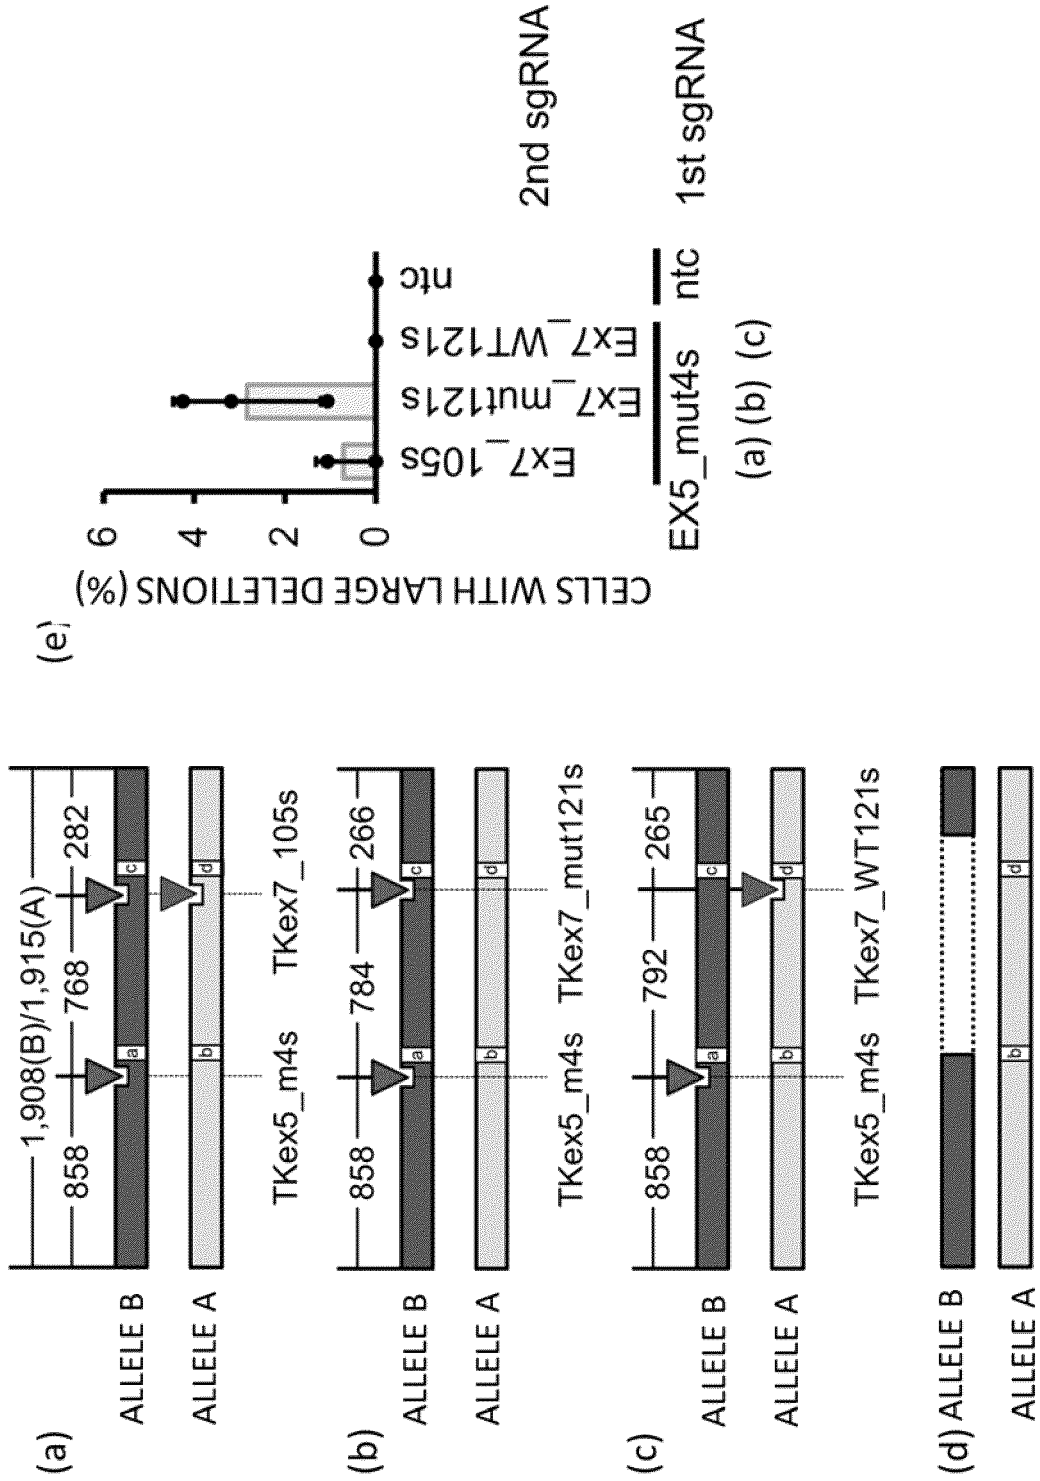 (a)
1,908(B)/1,915(A)
858 768 282
ALLELE B a c
ALLELE A b d
TKex5_m4s TKex7_105s
(b)
858 784 266
ALLELE B a c
ALLELE A b d
TKex5_m4s TKex7_mut121s
(c)
858 792 265
ALLELE B a c
ALLELE A b d
TKex5_m4s TKex7_WT121s
(d) ALLELE B
ALLELE A b d
(e)
CELLS WITH LARGE DELETIONS (%)
6
4
2
0
Ex7_105s
Ex7_mut121s
Ex7_WT121s
ntc
2nd sgRNA
EX5_mut4s ntc 1st sgRNA
(a) (b) (c)